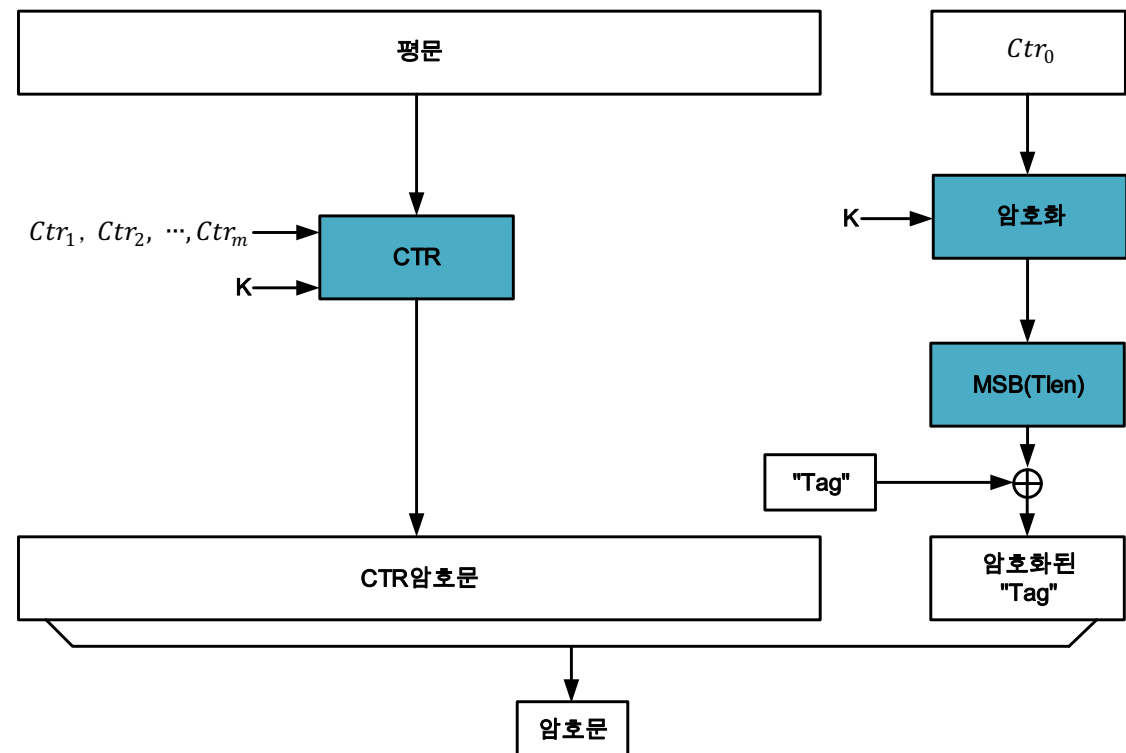 평문
𝐶𝑡𝑟₀
암호화
K
𝐶𝑡𝑟₁, 𝐶𝑡𝑟₂, ⋯, 𝐶𝑡𝑟ₘ
CTR
K
MSB(Tlen)
"Tag"
CTR암호문
암호화된
"Tag"
암호문